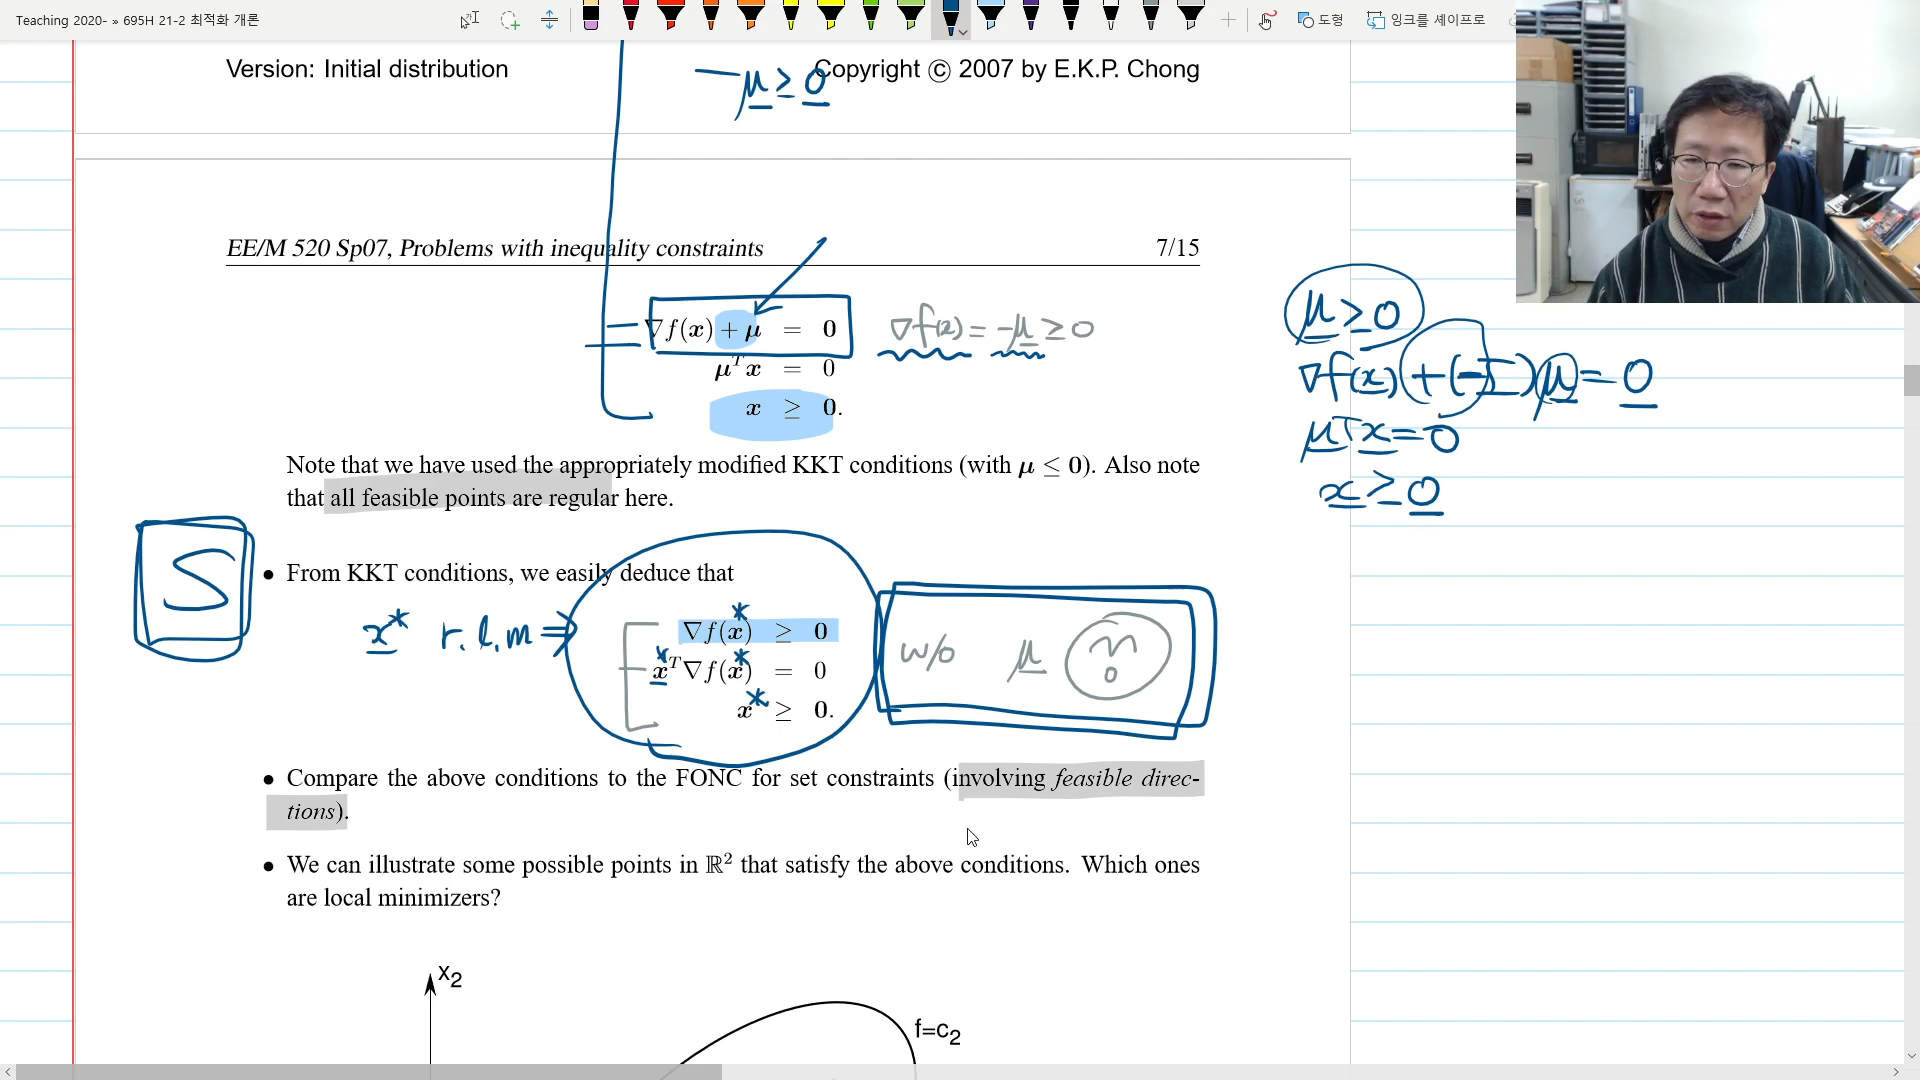 Teaching 2020- » 695H 21-2 최적화 개론
도형
잉크를 셰이프로
Version: Initial distribution
Copyright © 2007 by E.K.P. Chong
-μ ≥ 0
EE/M 520 Sp07, Problems with inequality constraints
7/15
∇f(x) + μ = 0
∇f(x) = -μ ≥ 0
μᵀx = 0
x ≥ 0.
μ ≥ 0
∇f(x) + (-I)μ = 0
μᵀx = 0
x ≥ 0
Note that we have used the appropriately modified KKT conditions (with μ ≤ 0). Also note
that all feasible points are regular here.
S
• From KKT conditions, we easily deduce that
x* r.l.m ⇒
∇f(x*) ≥ 0
x*ᵀ∇f(x*) = 0
x* ≥ 0.
w/o μ
• Compare the above conditions to the FONC for set constraints (involving feasible direc-
tions).
• We can illustrate some possible points in ℝ² that satisfy the above conditions. Which ones
are local minimizers?
x₂
f=c₂